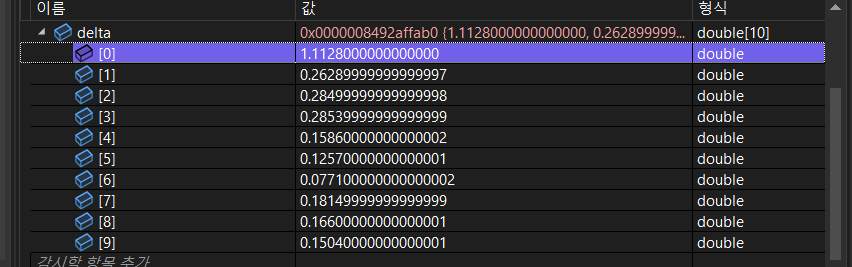 이름 값 형식
delta 0x0000008492affab0 {1.1128000000000000, 0.262899999... double[10]
[0] 1.1128000000000000 double
[1] 0.26289999999999997 double
[2] 0.28499999999999998 double
[3] 0.28539999999999999 double
[4] 0.15860000000000002 double
[5] 0.12570000000000001 double
[6] 0.077100000000000002 double
[7] 0.18149999999999999 double
[8] 0.16600000000000001 double
[9] 0.15040000000000001 double
감시할 항목 추가